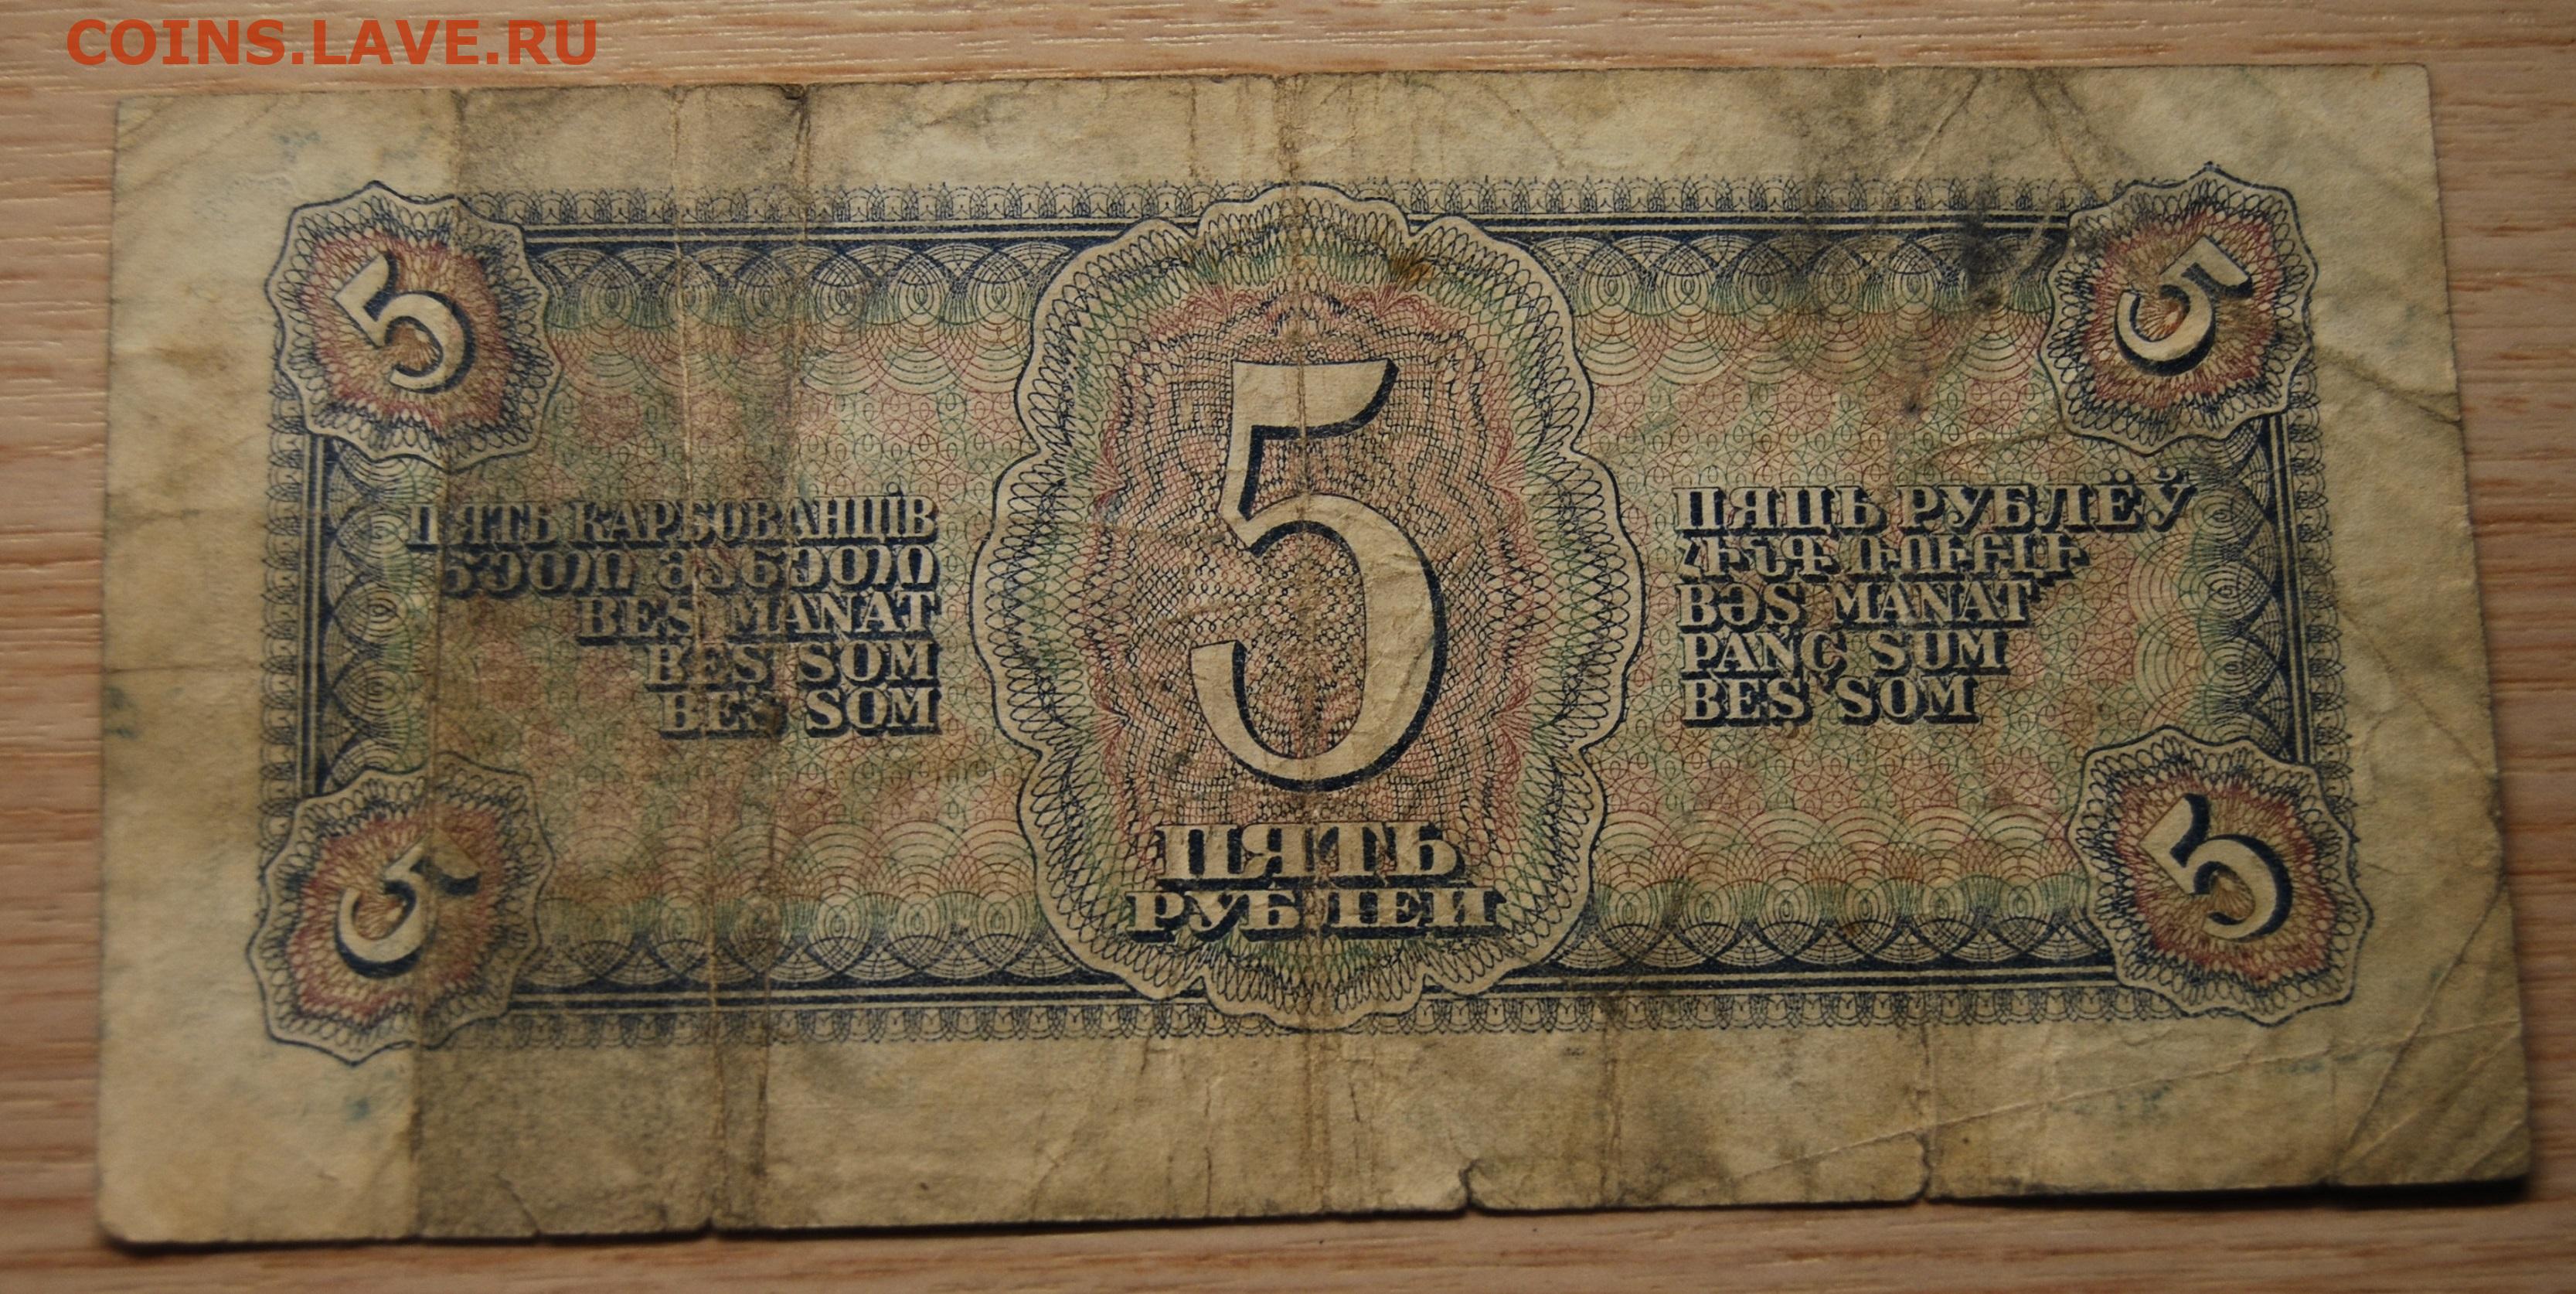 COINS.LAVE.RU
5
5
ПЯТЬ КАРБОВАНЦІВ
ხუთი მანეთი
BEŞ MANAT
BEŞ SOM
BEŞ SOM
5
ПЯТЬ
РУБЛЕЙ
ПЯЦЬ РУБЛЁЎ
ՀԻՆԳ ՌՈՒԲԼԻ
BƏŞ MANAT
PANÇ SUM
BEŞ SOM
5
5